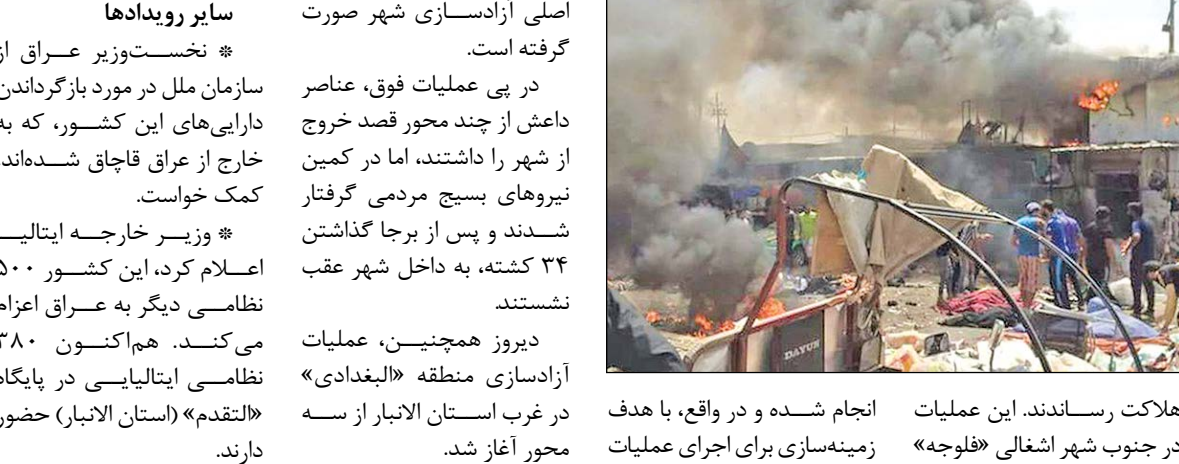 هلاکت رساندند. این عملیات
در جنوب شهر اشغالی «فلوجه»
انجام شده و در واقع، با هدف
زمینه‌سازی برای اجرای عملیات
اصلی آزادسازی شهر صورت
گرفته است.
در پی عملیات فوق، عناصر
داعش از چند محور قصد خروج
از شهر را داشتند، اما در کمین
نیروهای بسیج مردمی گرفتار
شدند و پس از برجا گذاشتن
۳۴ کشته، به داخل شهر عقب
نشستند.
دیروز همچنین، عملیات
آزادسازی منطقه «البغدادی»
در غرب استان الانبار از سه
محور آغاز شد.
سایر رویدادها
* نخست‌وزیر عراق از
سازمان ملل در مورد بازگرداندن
دارایی‌های این کشور، که به
خارج از عراق قاچاق شده‌اند،
کمک خواست.
* وزیر خارجه ایتالیا
اعلام کرد، این کشور ۵۰۰
نظامی دیگر به عراق اعزام
می‌کند. هم‌اکنون ۳۸۰
نظامی ایتالیایی در پایگاه
«التقدم» (استان الانبار) حضور
دارند.
DAYUN